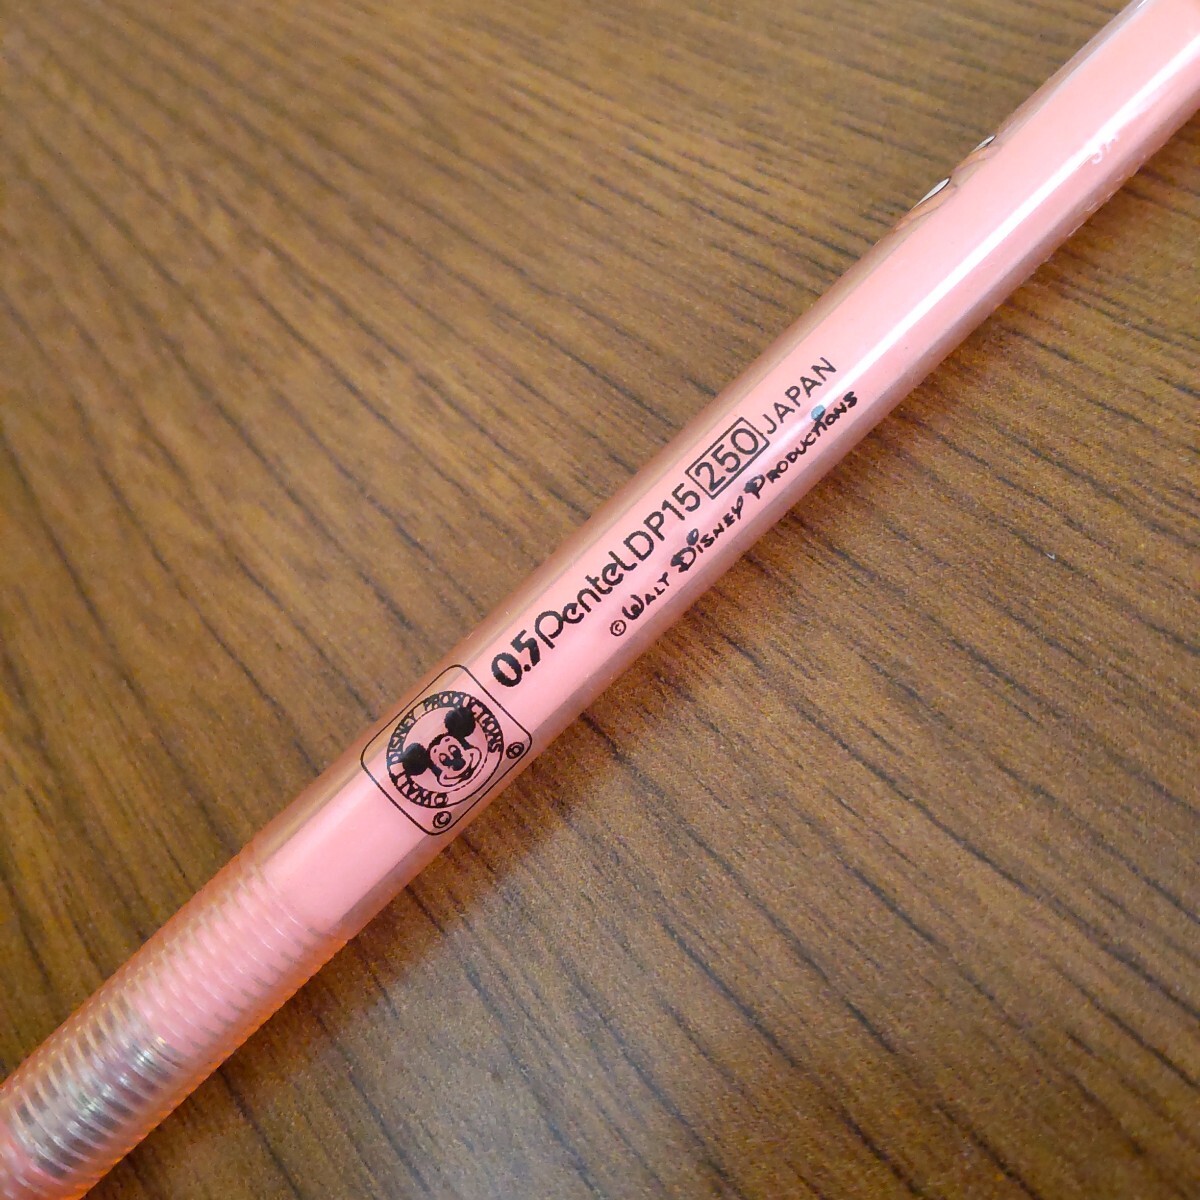 0.5 Pentel DP15 250 JAPAN
© WALT DISNEY PRODUCTIONS
© WALT DISNEY PRODUCTIONS
© D